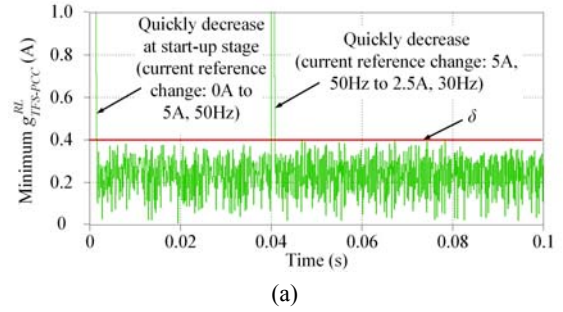 1.0
0.8
0.6
0.4
0.2
0
Minimum g^{RL}_{TFS-PCC} (A)
Quickly decrease
at start-up stage
(current reference
change: 0A to
5A, 50Hz)
Quickly decrease
(current reference change: 5A,
50Hz to 2.5A, 30Hz)
δ
0 0.02 0.04 0.06 0.08 0.1
Time (s)
(a)